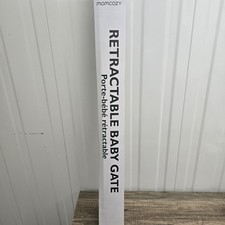 momcozy
RETRACTABLE BABY GATE
Porte-bébé rétractable